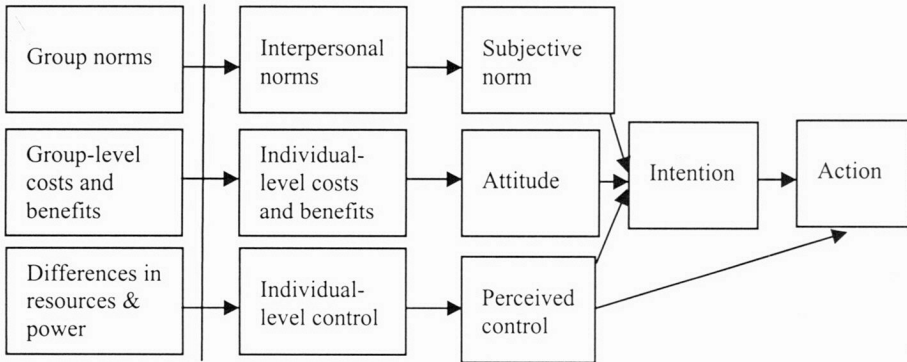 Group norms
Interpersonal
norms
Subjective
norm
Group-level
costs and
benefits
Individual-
level costs
and benefits
Attitude
Intention
Action
Differences in
resources &
power
Individual-
level control
Perceived
control